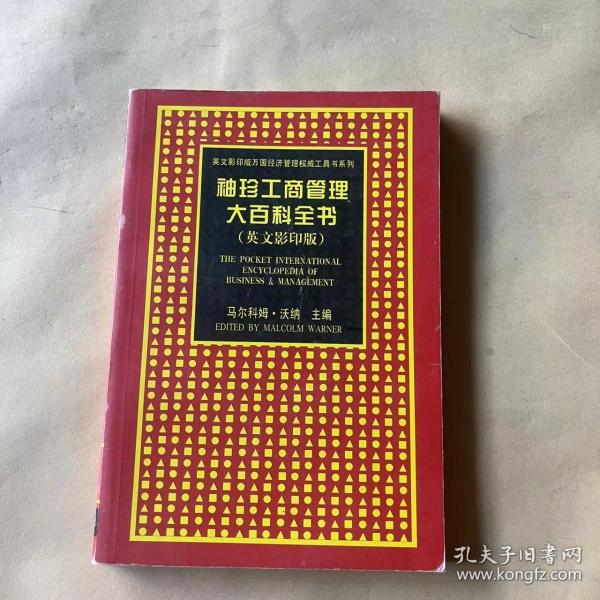 英文影印版万国经济管理权威工具书系列
袖珍工商管理
大百科全书
(英文影印版)
THE POCKET INTERNATIONAL
ENCYCLOPEDIA OF
BUSINESS & MANAGEMENT
马尔科姆·沃纳 主编
EDITED BY MALCOLM WARNER
孔夫子旧书网
www.kongfz.com